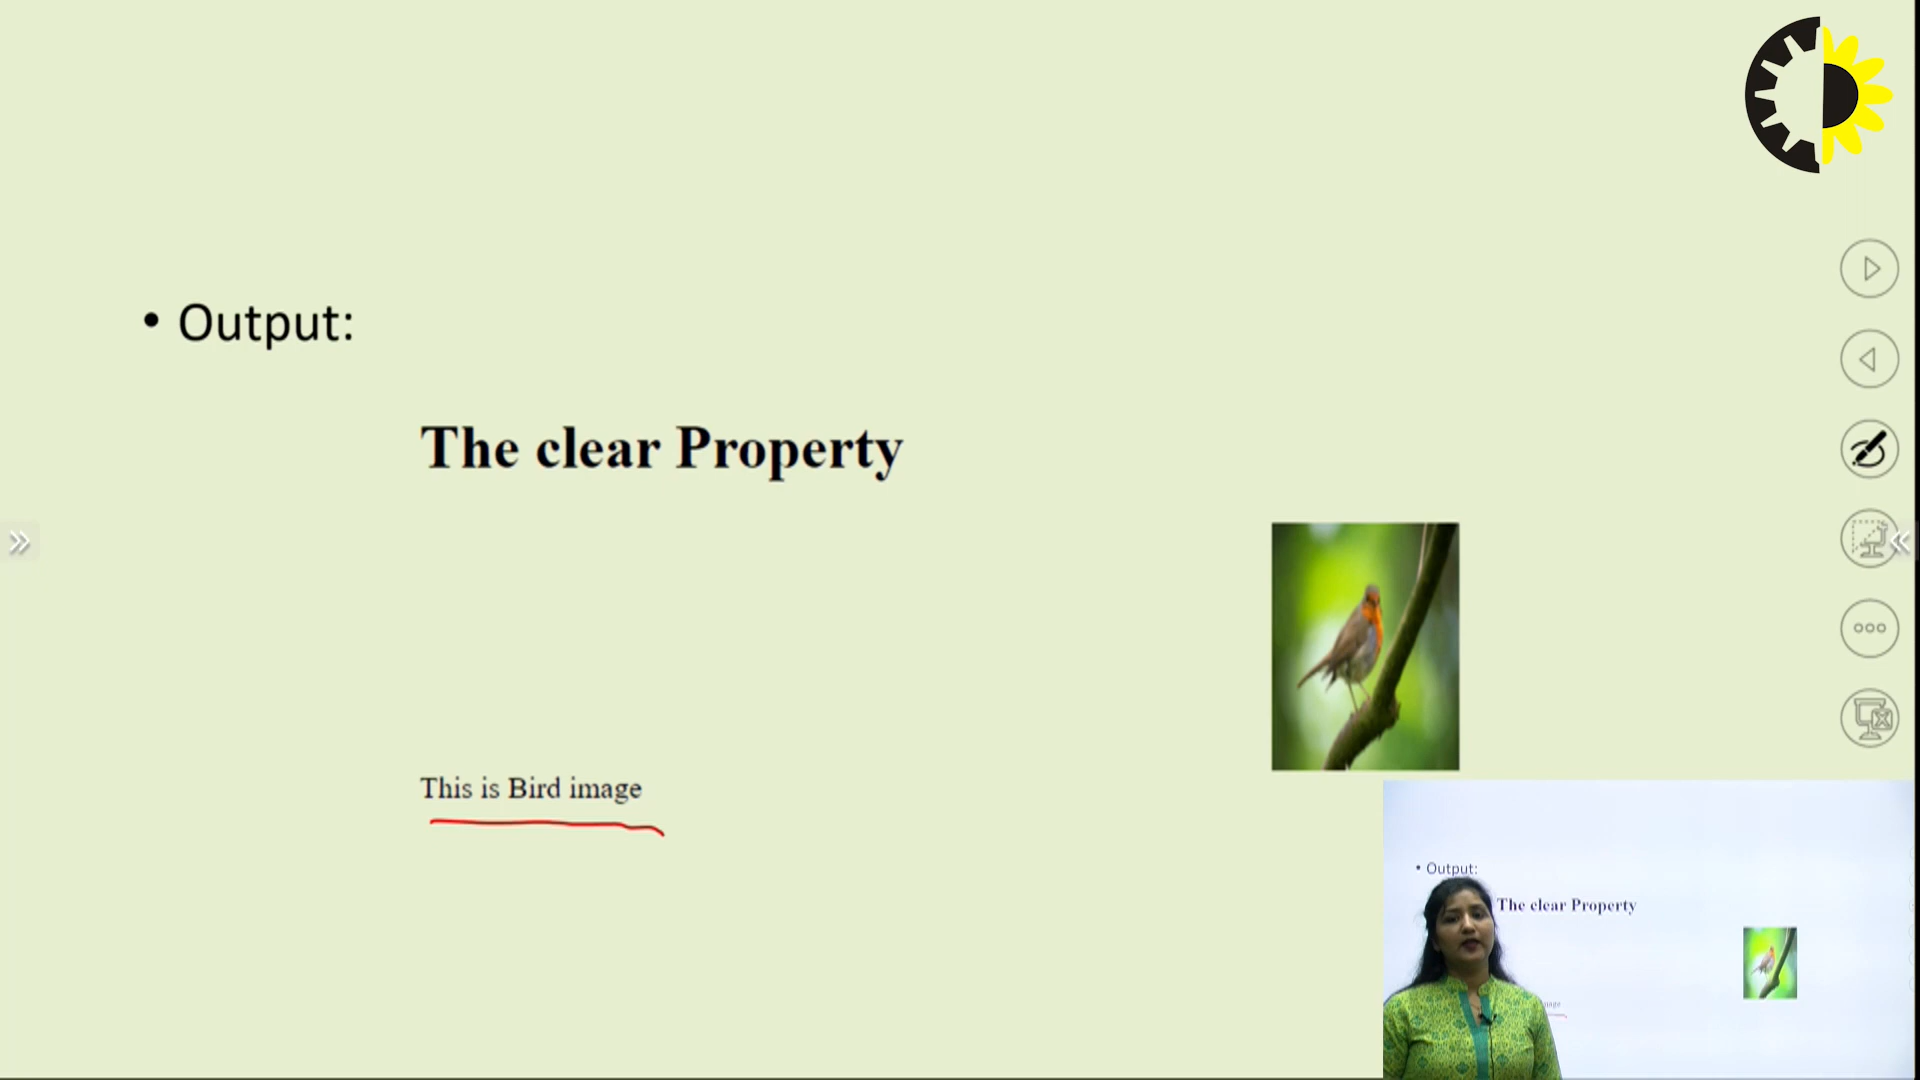 • Output:
The clear Property
This is Bird image
• Output:
The clear Property